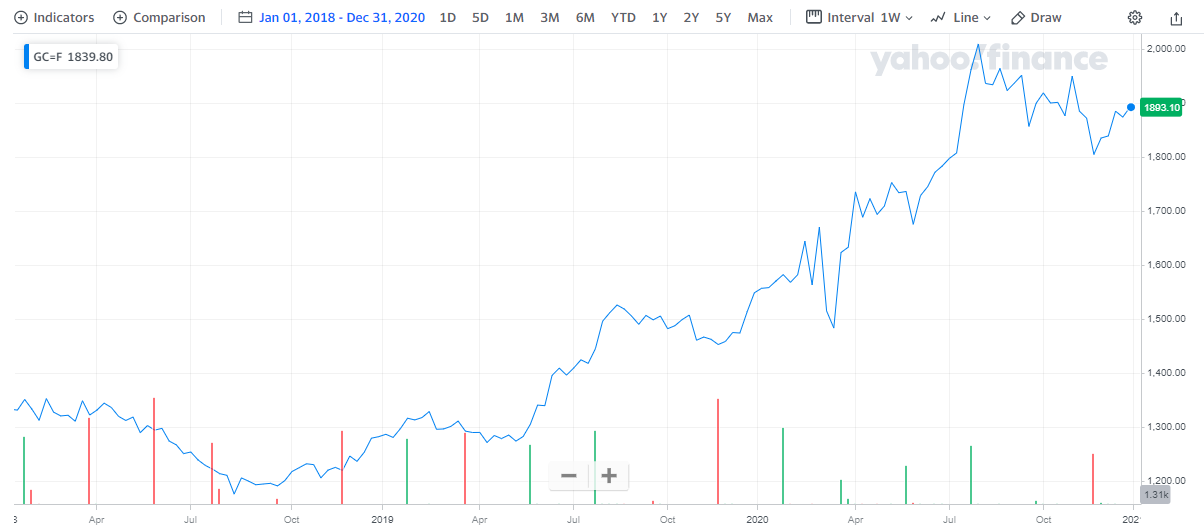 Indicators Comparison Jan 01, 2018 - Dec 31, 2020 1D 5D 1M 3M 6M YTD 1Y 2Y 5Y Max Interval 1W Line Draw
GC=F 1839.80
yahoo!finance
2,000.00
1893.10
1,800.00
1,700.00
1,600.00
1,500.00
1,400.00
1,300.00
1,200.00
1.31k
8 Apr Jul Oct 2019 Apr Jul Oct 2020 Apr Jul Oct 202